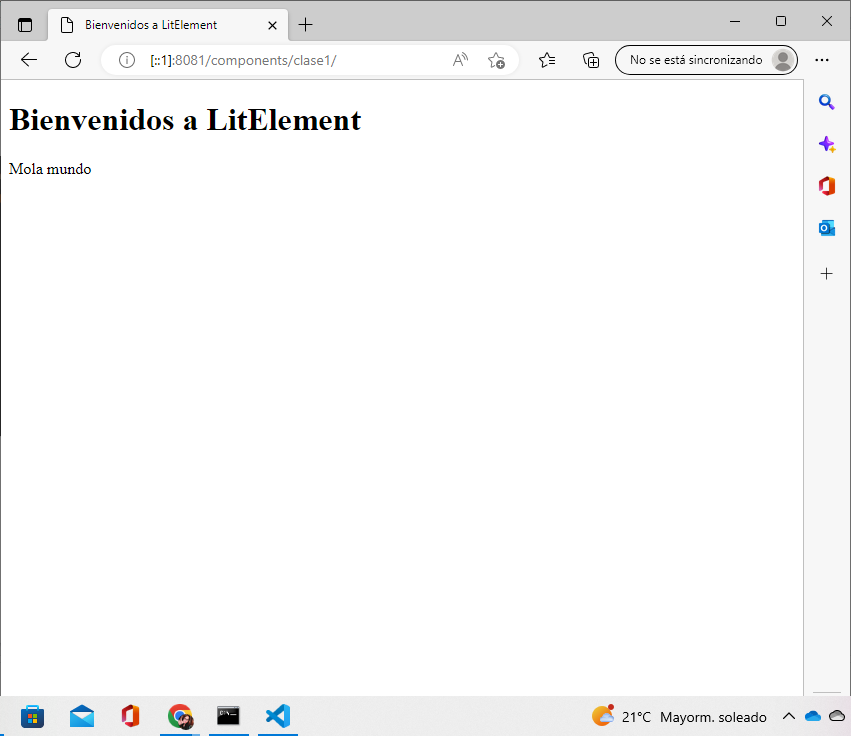 Bienvenidos a LitElement
[::1]:8081/components/clase1/
No se está sincronizando
Bienvenidos a LitElement
Mola mundo
21°C Mayorm. soleado